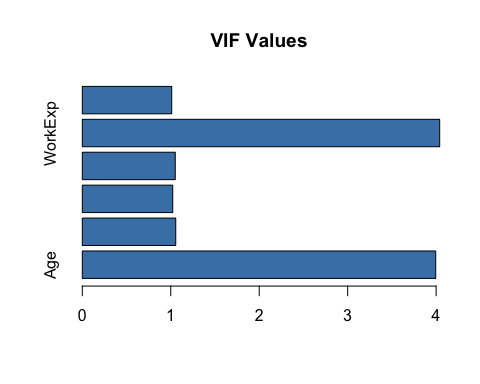 VIF Values
WorkExp
Age
0 1 2 3 4